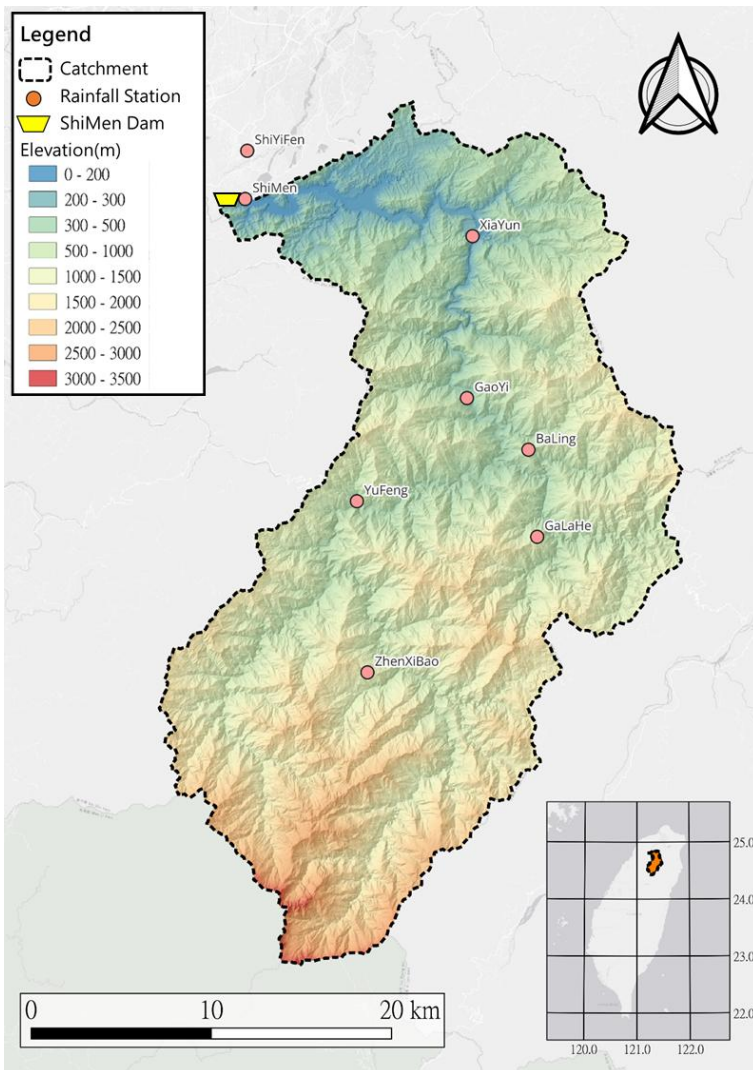 Legend
Catchment
Rainfall Station
ShiMen Dam
Elevation(m)
0 - 200
200 - 300
300 - 500
500 - 1000
1000 - 1500
1500 - 2000
2000 - 2500
2500 - 3000
3000 - 3500
ShiYiFen
ShiMen
XiaYun
GaoYi
BaLing
YuFeng
GaLaHe
ZhenXiBao
0 10 20 km
25.0
24.0
23.0
22.0
120.0 121.0 122.0